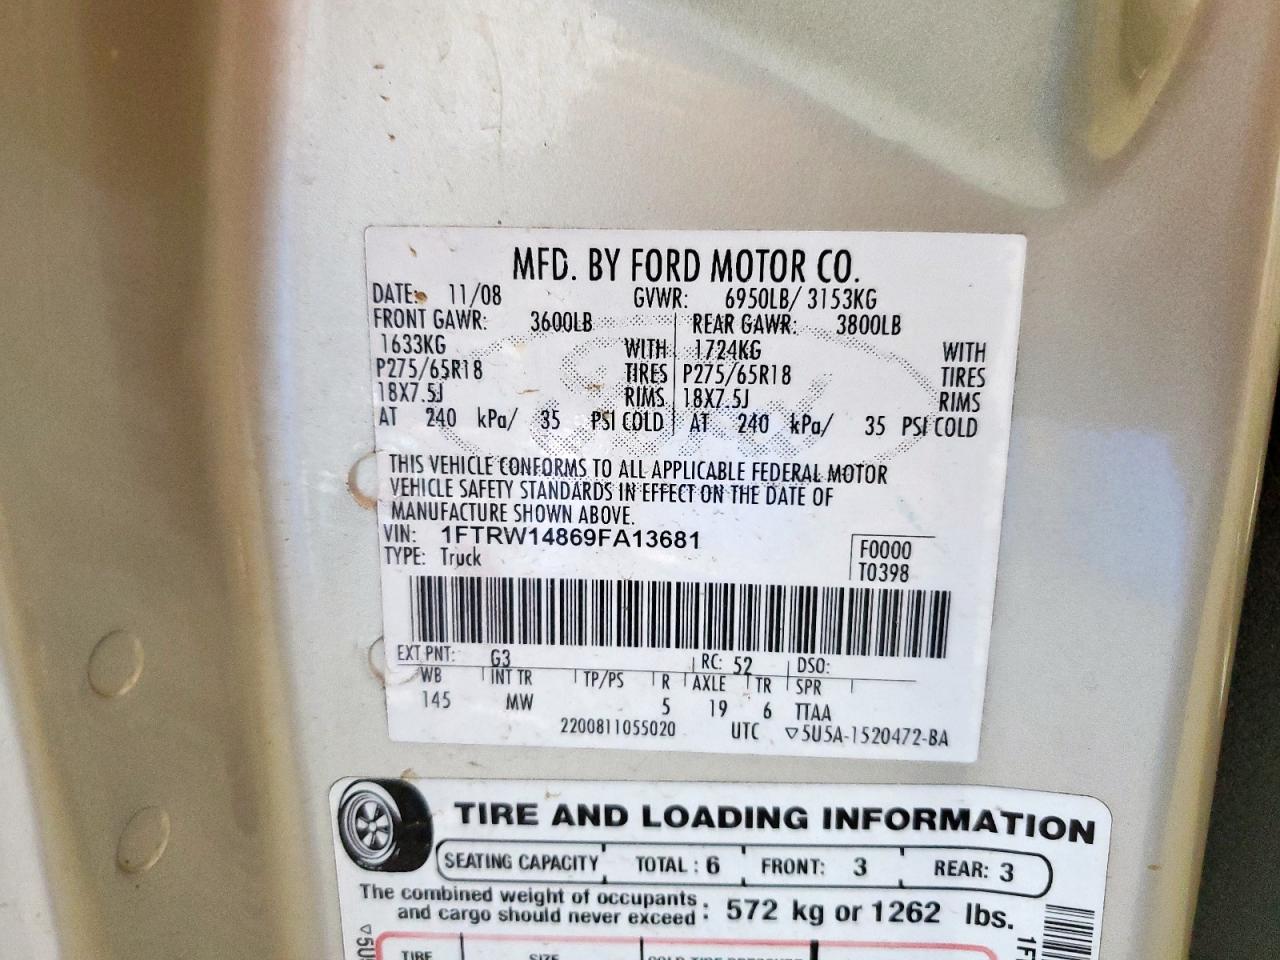 MFD. BY FORD MOTOR CO.
DATE: 11/08 GVWR: 6950LB/ 3153KG
FRONT GAWR: 3600LB REAR GAWR: 3800LB
1633KG WITH 1724KG WITH
P275/65R18 TIRES P275/65R18 TIRES
18X7.5J RIMS 18X7.5J RIMS
AT 240 kPa/ 35 PSI COLD AT 240 kPa/ 35 PSI COLD
THIS VEHICLE CONFORMS TO ALL APPLICABLE FEDERAL MOTOR
VEHICLE SAFETY STANDARDS IN EFFECT ON THE DATE OF
MANUFACTURE SHOWN ABOVE.
VIN: 1FTRW14869FA13681 F0000
TYPE: Truck T0398
EXT PNT: G3 RC: 52 DSO:
WB INT TR TP/PS R AXLE TR SPR
145 MW 5 19 6 TTAA
2200811055020 UTC ▽5U5A-1520472-BA
TIRE AND LOADING INFORMATION
SEATING CAPACITY TOTAL : 6 FRONT: 3 REAR: 3
The combined weight of occupants
and cargo should never exceed : 572 kg or 1262 lbs.
TIRE SIZE COLD TIRE PRESSURE